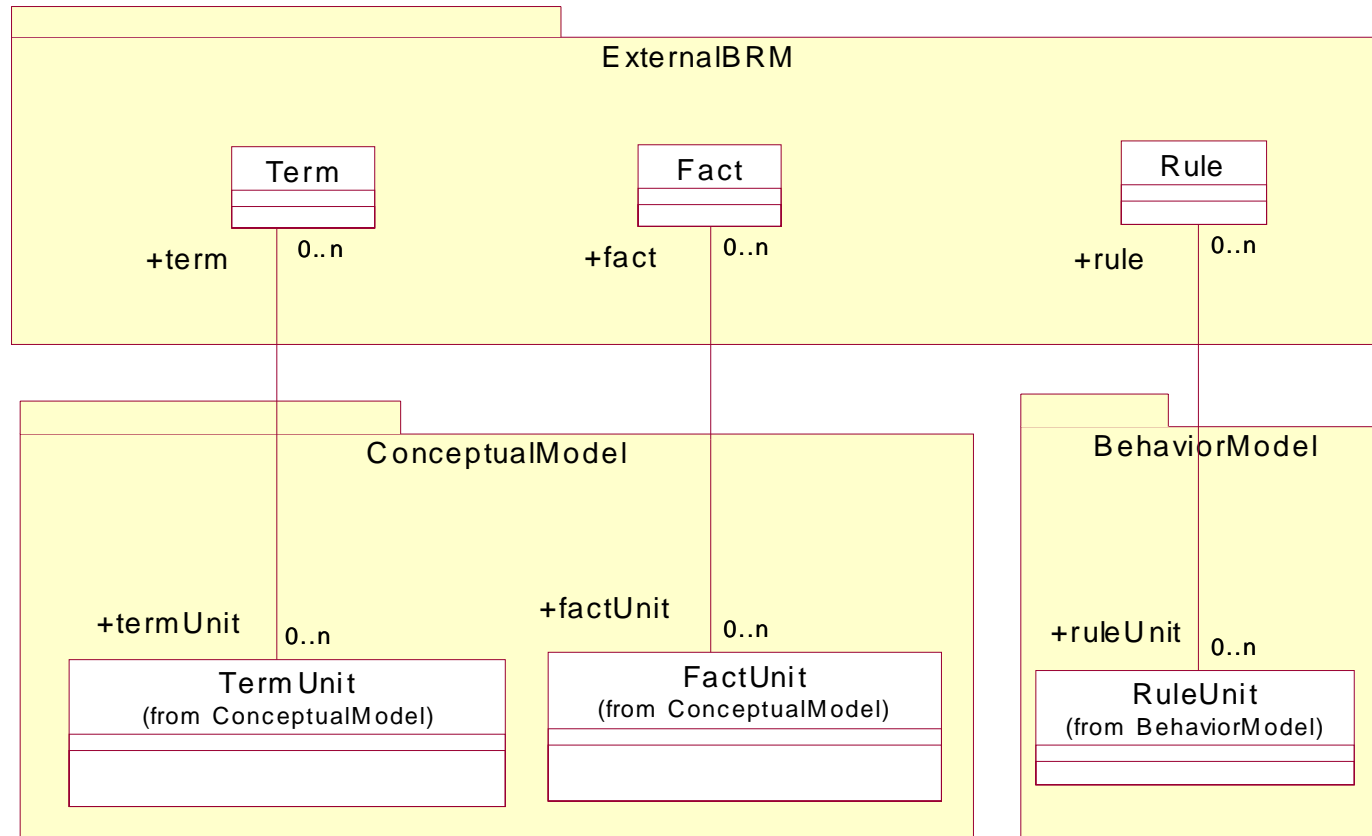 ExternalBRM
Term
Fact
Rule
+term
0..n
+fact
0..n
+rule
0..n
ConceptualModel
BehaviorModel
+termUnit
0..n
+factUnit
0..n
+ruleUnit
0..n
TermUnit
(from ConceptualModel)
FactUnit
(from ConceptualModel)
RuleUnit
(from BehaviorModel)